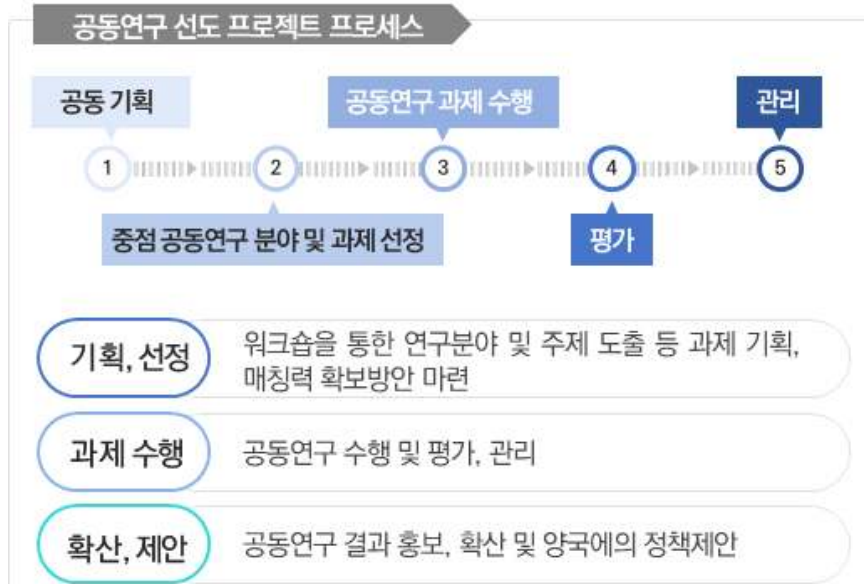 공동연구 선도 프로젝트 프로세스
공동 기획
공동연구 과제 수행
관리
1
2
3
4
5
중점 공동연구 분야 및 과제 선정
평가
기획, 선정
워크숍을 통한 연구분야 및 주제 도출 등 과제 기획,
매칭력 확보방안 마련
과제 수행
공동연구 수행 및 평가, 관리
확산, 제안
공동연구 결과 홍보, 확산 및 양국에의 정책제안